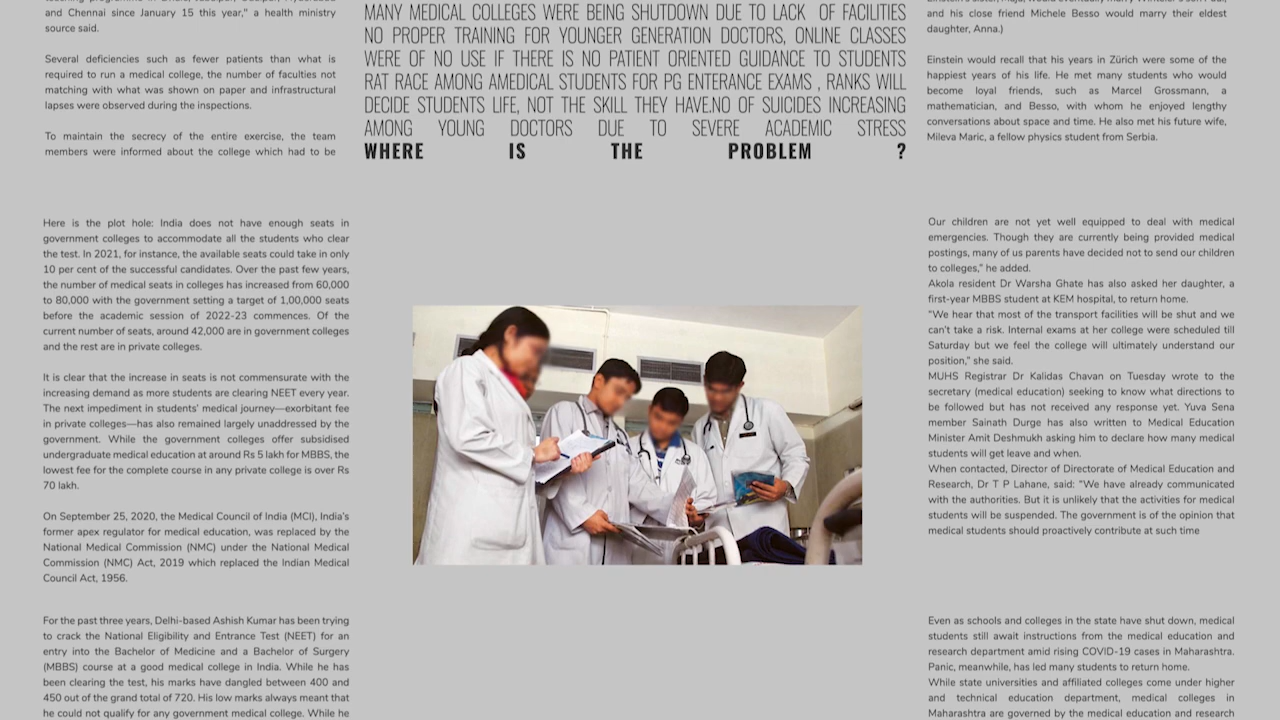 teaching programme in Sindh, Jodhpur, Udaipur, Hyderabad
and Chennai since January 15 this year," a health ministry
source said.
Several deficiencies such as fewer patients than what is
required to run a medical college, the number of faculties not
matching with what was shown on paper and infrastructural
lapses were observed during the inspections.
To maintain the secrecy of the entire exercise, the team
members were informed about the college which had to be
MANY MEDICAL COLLEGES WERE BEING SHUTDOWN DUE TO LACK OF FACILITIES
NO PROPER TRAINING FOR YOUNGER GENERATION DOCTORS, ONLINE CLASSES
WERE OF NO USE IF THERE IS NO PATIENT ORIENTED GUIDANCE TO STUDENTS
RAT RACE AMONG AMEDICAL STUDENTS FOR PG ENTERANCE EXAMS , RANKS WILL
DECIDE STUDENTS LIFE, NOT THE SKILL THEY HAVE.NO OF SUICIDES INCREASING
AMONG YOUNG DOCTORS DUE TO SEVERE ACADEMIC STRESS
WHERE IS THE PROBLEM ?
and his close friend Michele Besso would marry their eldest
daughter, Anna.)
Einstein would recall that his years in Zürich were some of the
happiest years of his life. He met many students who would
become loyal friends, such as Marcel Grossmann, a
mathematician, and Besso, with whom he enjoyed lengthy
conversations about space and time. He also met his future wife,
Mileva Maric, a fellow physics student from Serbia.
Here is the plot hole: India does not have enough seats in
government colleges to accommodate all the students who clear
the test. In 2021, for instance, the available seats could take in only
10 per cent of the successful candidates. Over the past few years,
the number of medical seats in colleges has increased from 60,000
to 80,000 with the government setting a target of 1,00,000 seats
before the academic session of 2022-23 commences. Of the
current number of seats, around 42,000 are in government colleges
and the rest are in private colleges.
It is clear that the increase in seats is not commensurate with the
increasing demand as more students are clearing NEET every year.
The next impediment in students' medical journey—exorbitant fee
in private colleges—has also remained largely unaddressed by the
government. While the government colleges offer subsidised
undergraduate medical education at around Rs 5 lakh for MBBS, the
lowest fee for the complete course in any private college is over Rs
70 lakh.
On September 25, 2020, the Medical Council of India (MCI), India's
former apex regulator for medical education, was replaced by the
National Medical Commission (NMC) under the National Medical
Commission (NMC) Act, 2019 which replaced the Indian Medical
Council Act, 1956.
For the past three years, Delhi-based Ashish Kumar has been trying
to crack the National Eligibility and Entrance Test (NEET) for an
entry into the Bachelor of Medicine and a Bachelor of Surgery
(MBBS) course at a good medical college in India. While he has
been clearing the test, his marks have dangled between 400 and
450 out of the grand total of 720. His low marks always meant that
he could not qualify for any government medical college. While he
Our children are not yet well equipped to deal with medical
emergencies. Though they are currently being provided medical
postings, many of us parents have decided not to send our children
to colleges,” he added.
Akola resident Dr Warsha Ghate has also asked her daughter, a
first-year MBBS student at KEM hospital, to return home.
“We hear that most of the transport facilities will be shut and we
can’t take a risk. Internal exams at her college were scheduled till
Saturday but we feel the college will ultimately understand our
position,” she said.
MUHS Registrar Dr Kalidas Chavan on Tuesday wrote to the
secretary (medical education) seeking to know what directions to
be followed but has not received any response yet. Yuva Sena
member Sainath Durge has also written to Medical Education
Minister Amit Deshmukh asking him to declare how many medical
students will get leave and when.
When contacted, Director of Directorate of Medical Education and
Research, Dr T P Lahane, said: “We have already communicated
with the authorities. But it is unlikely that the activities for medical
students will be suspended. The government is of the opinion that
medical students should proactively contribute at such time
Even as schools and colleges in the state have shut down, medical
students still await instructions from the medical education and
research department amid rising COVID-19 cases in Maharashtra.
Panic, meanwhile, has led many students to return home.
While state universities and affiliated colleges come under higher
and technical education department, medical colleges in
Maharashtra are governed by the medical education and research